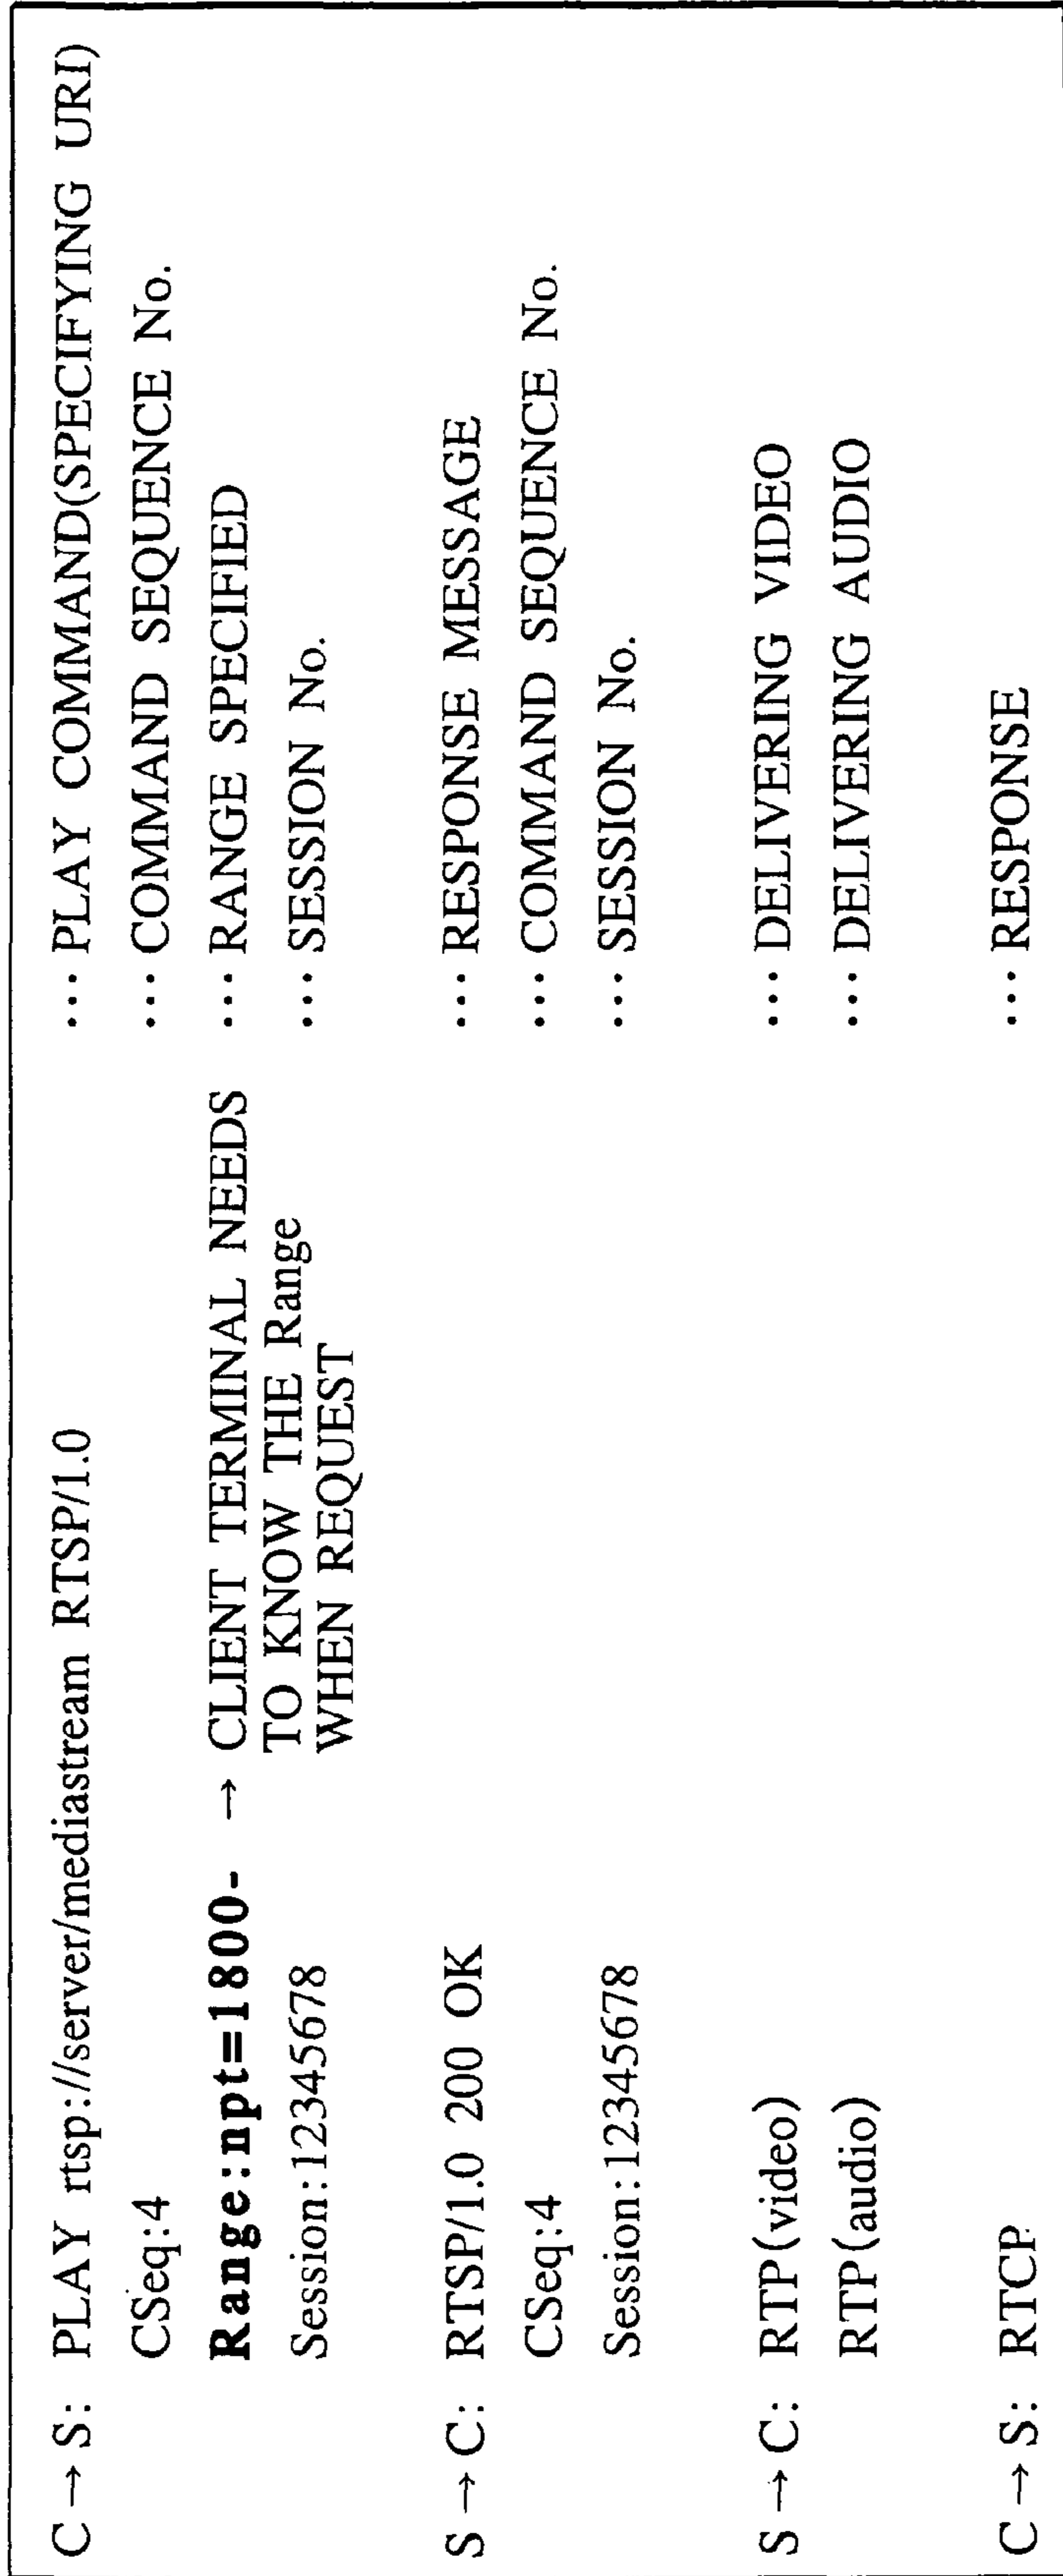 C → S: PLAY rtsp://server/mediastream RTSP/1.0 ··· PLAY COMMAND(SPECIFYING URI)
CSeq:4 ··· COMMAND SEQUENCE No.
Range:npt=1800- → CLIENT TERMINAL NEEDS ··· RANGE SPECIFIED
TO KNOW THE Range
Session:12345678 ··· SESSION No.
WHEN REQUEST
S → C: RTSP/1.0 200 OK ··· RESPONSE MESSAGE
CSeq:4 ··· COMMAND SEQUENCE No.
Session:12345678 ··· SESSION No.
S → C: RTP(video) ··· DELIVERING VIDEO
RTP(audio) ··· DELIVERING AUDIO
C → S: RTCP ··· RESPONSE